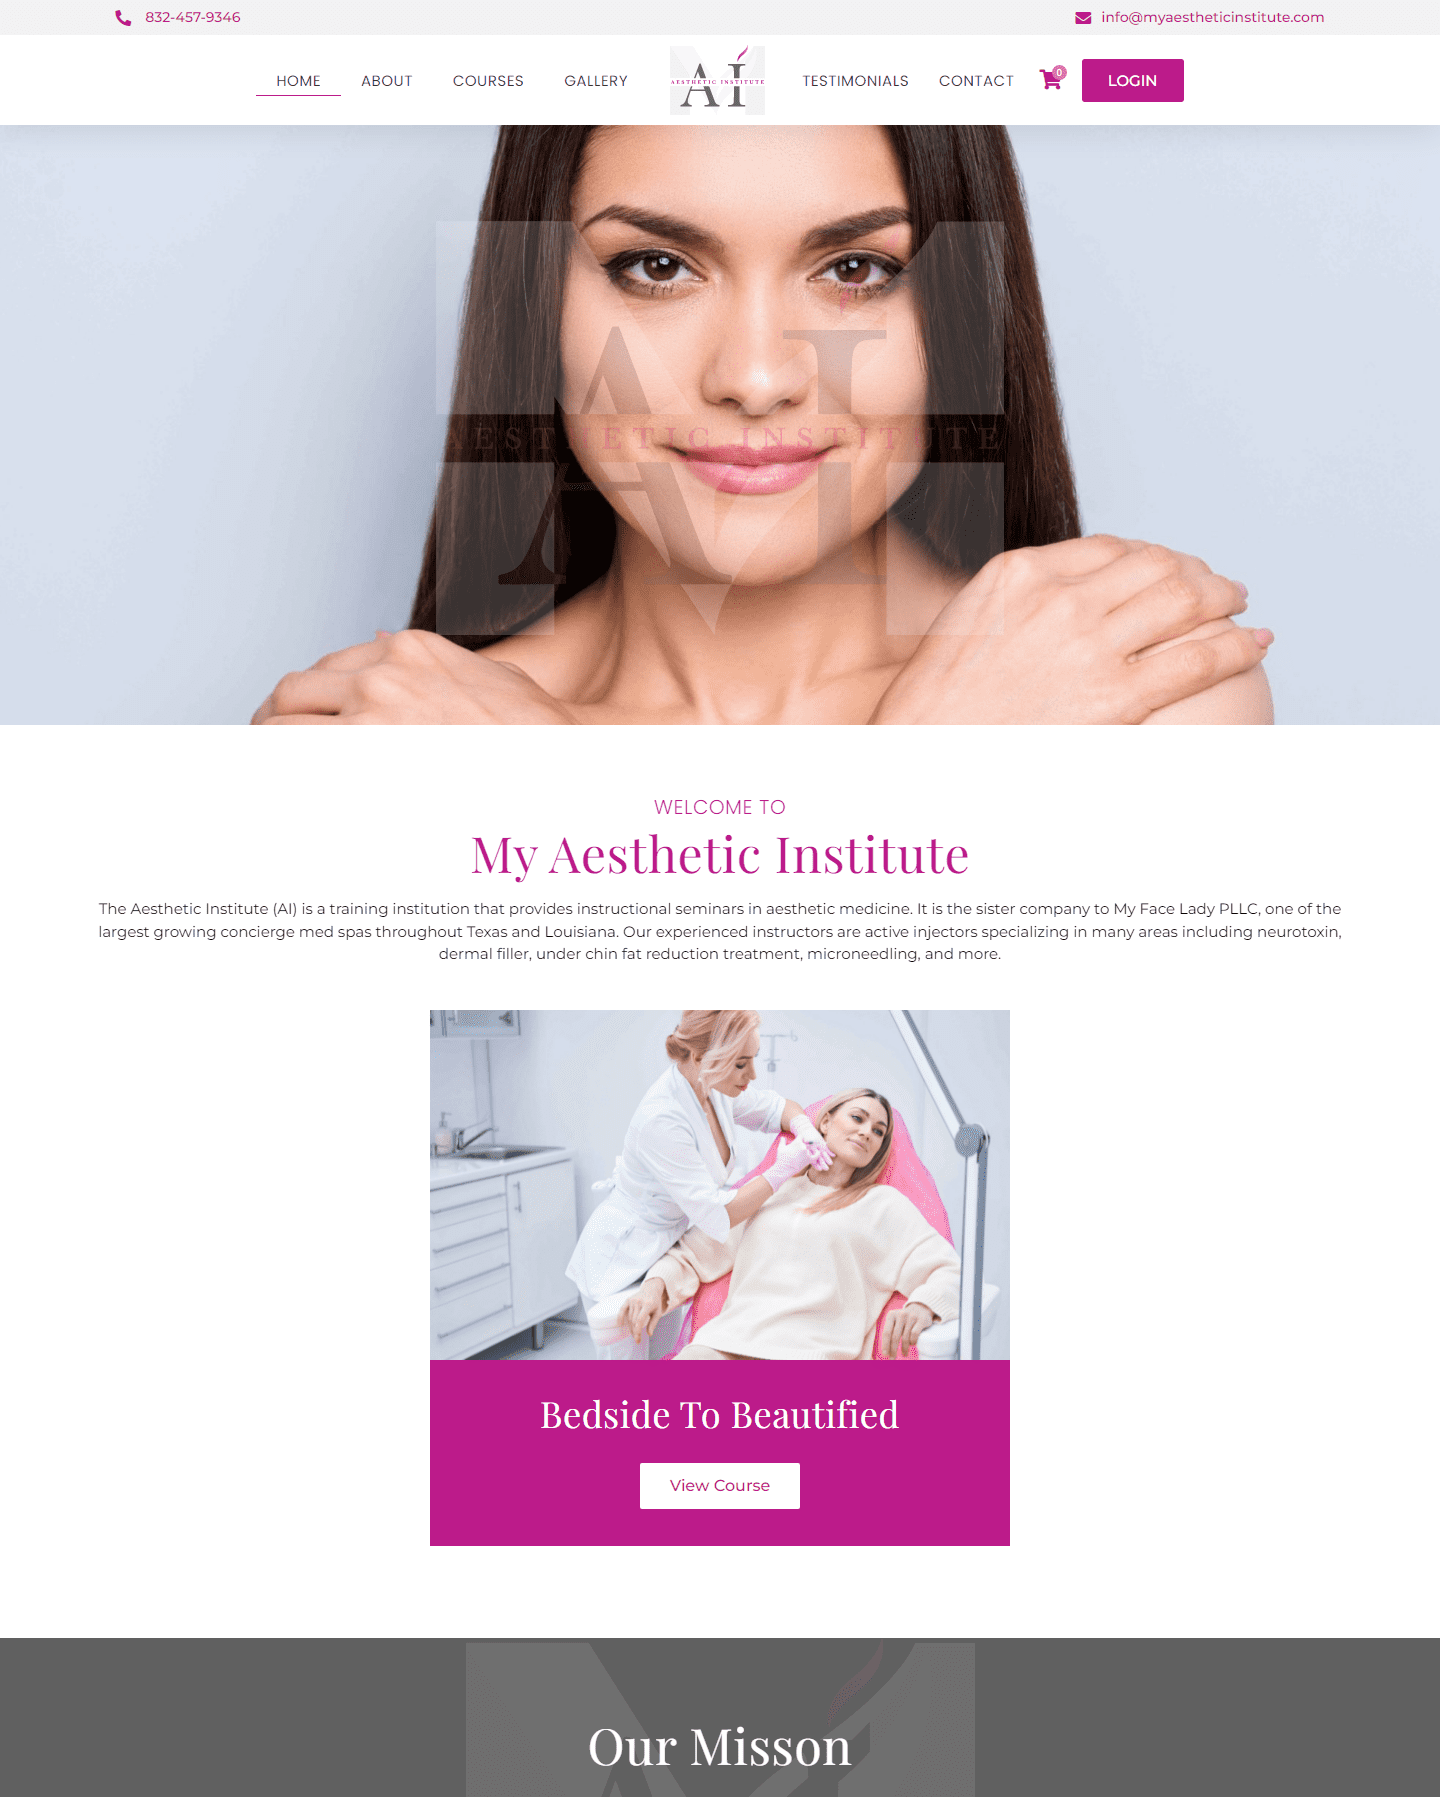 832-457-9346
info@myaestheticinstitute.com
HOME
ABOUT
COURSES
GALLERY
AI
AESTHETIC INSTITUTE
TESTIMONIALS
CONTACT
0
LOGIN
AI
AESTHETIC INSTITUTE
AI
WELCOME TO
My Aesthetic Institute
The Aesthetic Institute (AI) is a training institution that provides instructional seminars in aesthetic medicine. It is the sister company to My Face Lady PLLC, one of the
largest growing concierge med spas throughout Texas and Louisiana. Our experienced instructors are active injectors specializing in many areas including neurotoxin,
dermal filler, under chin fat reduction treatment, microneedling, and more.
Bedside To Beautified
View Course
Our Misson